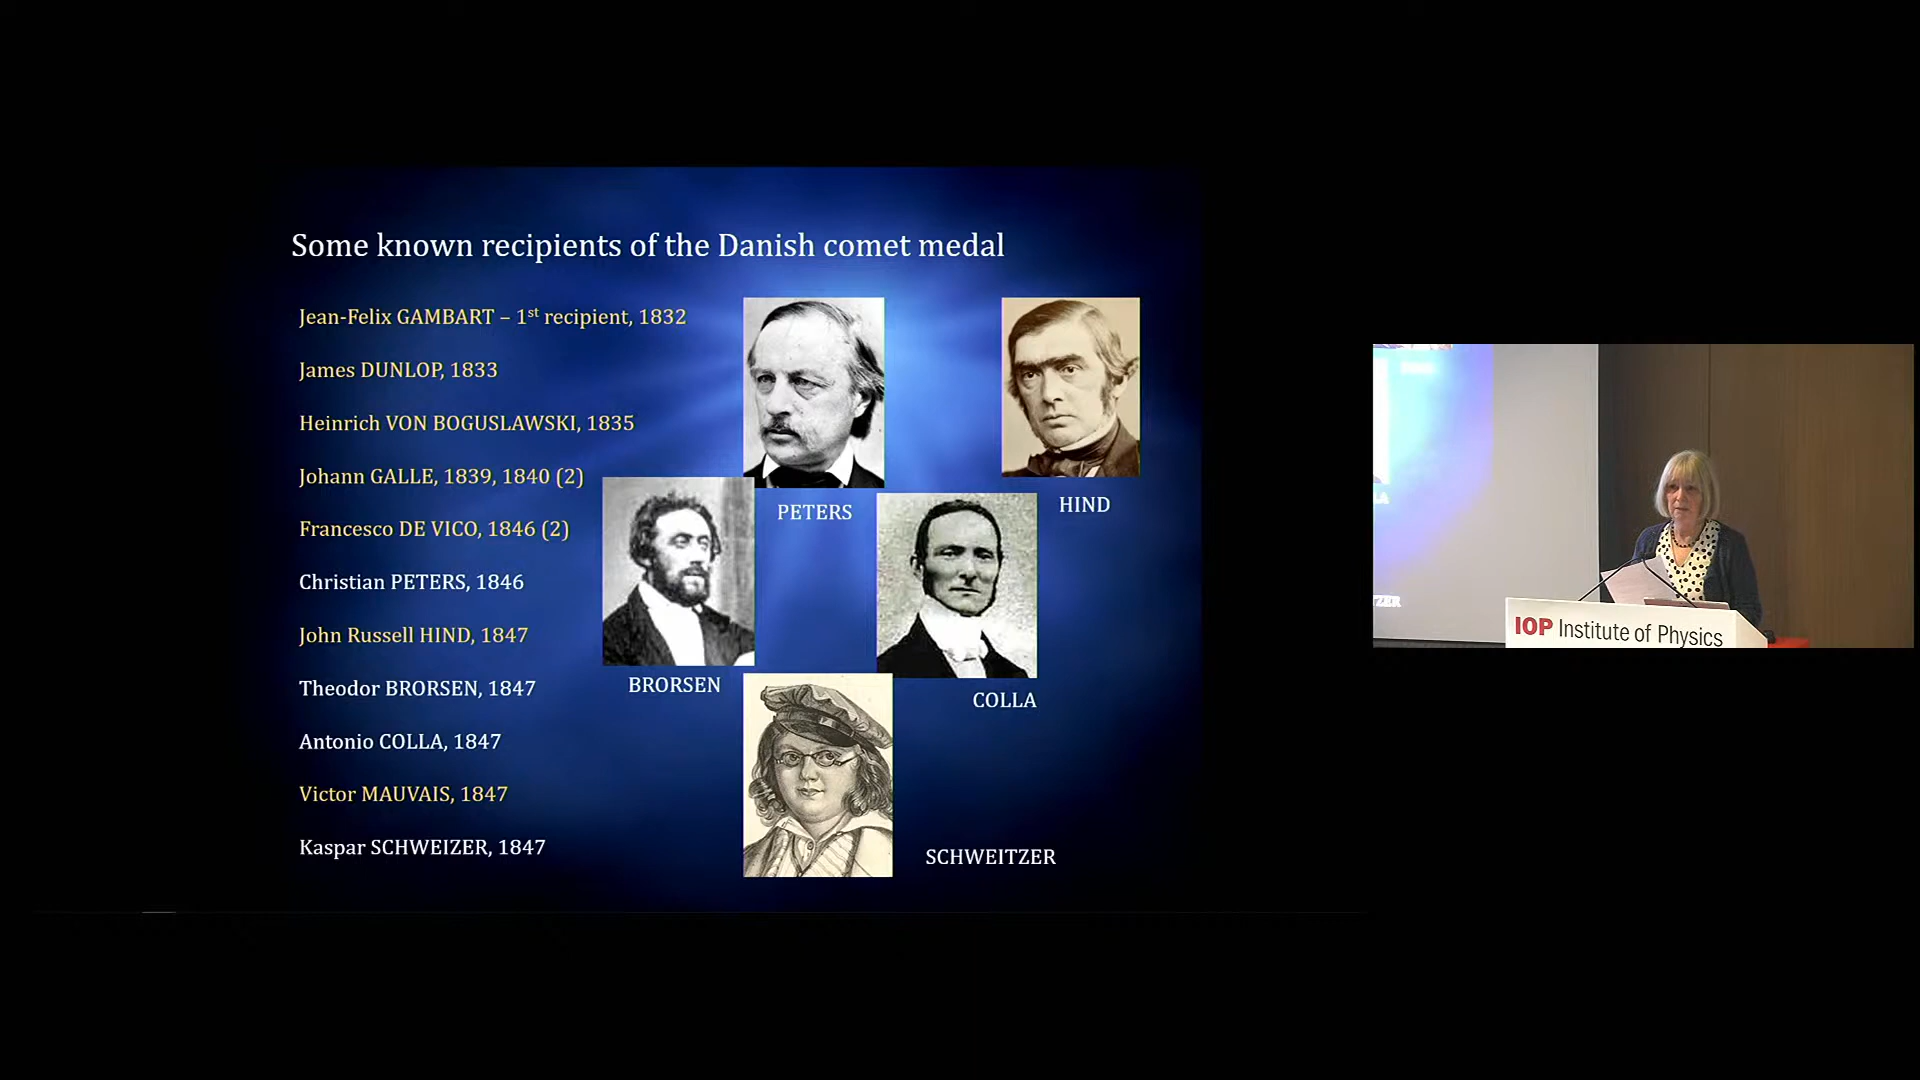 Some known recipients of the Danish comet medal
Jean-Felix GAMBART – 1st recipient, 1832
James DUNLOP, 1833
Heinrich VON BOGUSLAWSKI, 1835
Johann GALLE, 1839, 1840 (2)
Francesco DE VICO, 1846 (2)
Christian PETERS, 1846
John Russell HIND, 1847
Theodor BRORSEN, 1847
Antonio COLLA, 1847
Victor MAUVAIS, 1847
Kaspar SCHWEIZER, 1847
PETERS
HIND
BRORSEN
COLLA
SCHWEITZER
IOP Institute of Physics